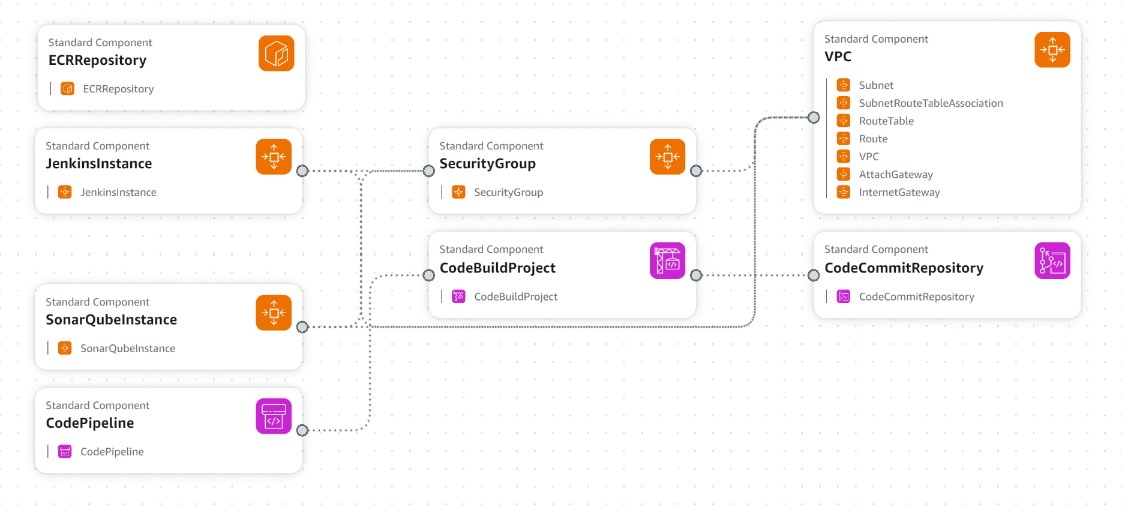 Standard Component
ECRRepository
ECRRepository
Standard Component
JenkinsInstance
JenkinsInstance
Standard Component
SonarQubeInstance
SonarQubeInstance
Standard Component
CodePipeline
CodePipeline
Standard Component
SecurityGroup
SecurityGroup
Standard Component
CodeBuildProject
CodeBuildProject
Standard Component
VPC
Subnet
SubnetRouteTableAssociation
RouteTable
Route
VPC
AttachGateway
InternetGateway
Standard Component
CodeCommitRepository
CodeCommitRepository